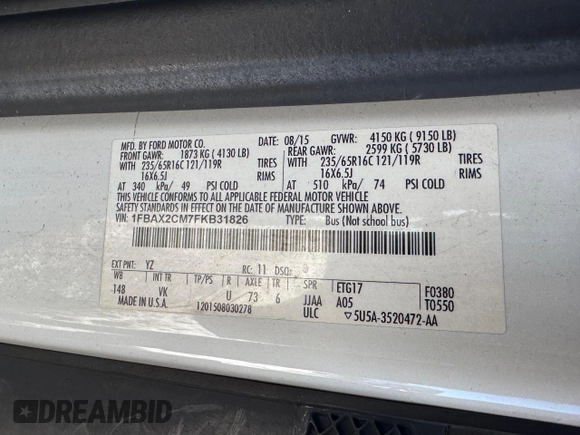 MFD. BY FORD MOTOR CO. DATE: 08/15 GVWR: 4150 KG ( 9150 LB)
FRONT GAWR: 1873 KG ( 4130 LB) REAR GAWR: 2599 KG ( 5730 LB)
WITH 235/65R16C 121/119R TIRES WITH 235/65R16C 121/119R TIRES
16X6.5J RIMS 16X6.5J RIMS
AT 340 kPa/ 49 PSI COLD AT 510 kPa/ 74 PSI COLD
THIS VEHICLE CONFORMS TO ALL APPLICABLE FEDERAL MOTOR VEHICLE
SAFETY STANDARDS IN EFFECT ON THE DATE OF MANUFACTURE SHOWN ABOVE.
VIN: 1FBAX2CM7FKB31826 TYPE: Bus (Not school bus)
EXT PNT: YZ RC: 11 DSO:
WB INT TR TP/PS R AXLE TR SPR ETG17 F0380
148 VK U 73 6 JJAA A05 T0550
MADE IN U.S.A. 1201508030278 ULC ▽5U5A-3520472-AA
DREAMBID